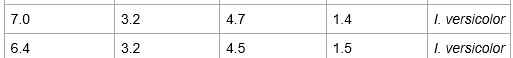 7.0 3.2 4.7 1.4 I. versicolor
6.4 3.2 4.5 1.5 I. versicolor